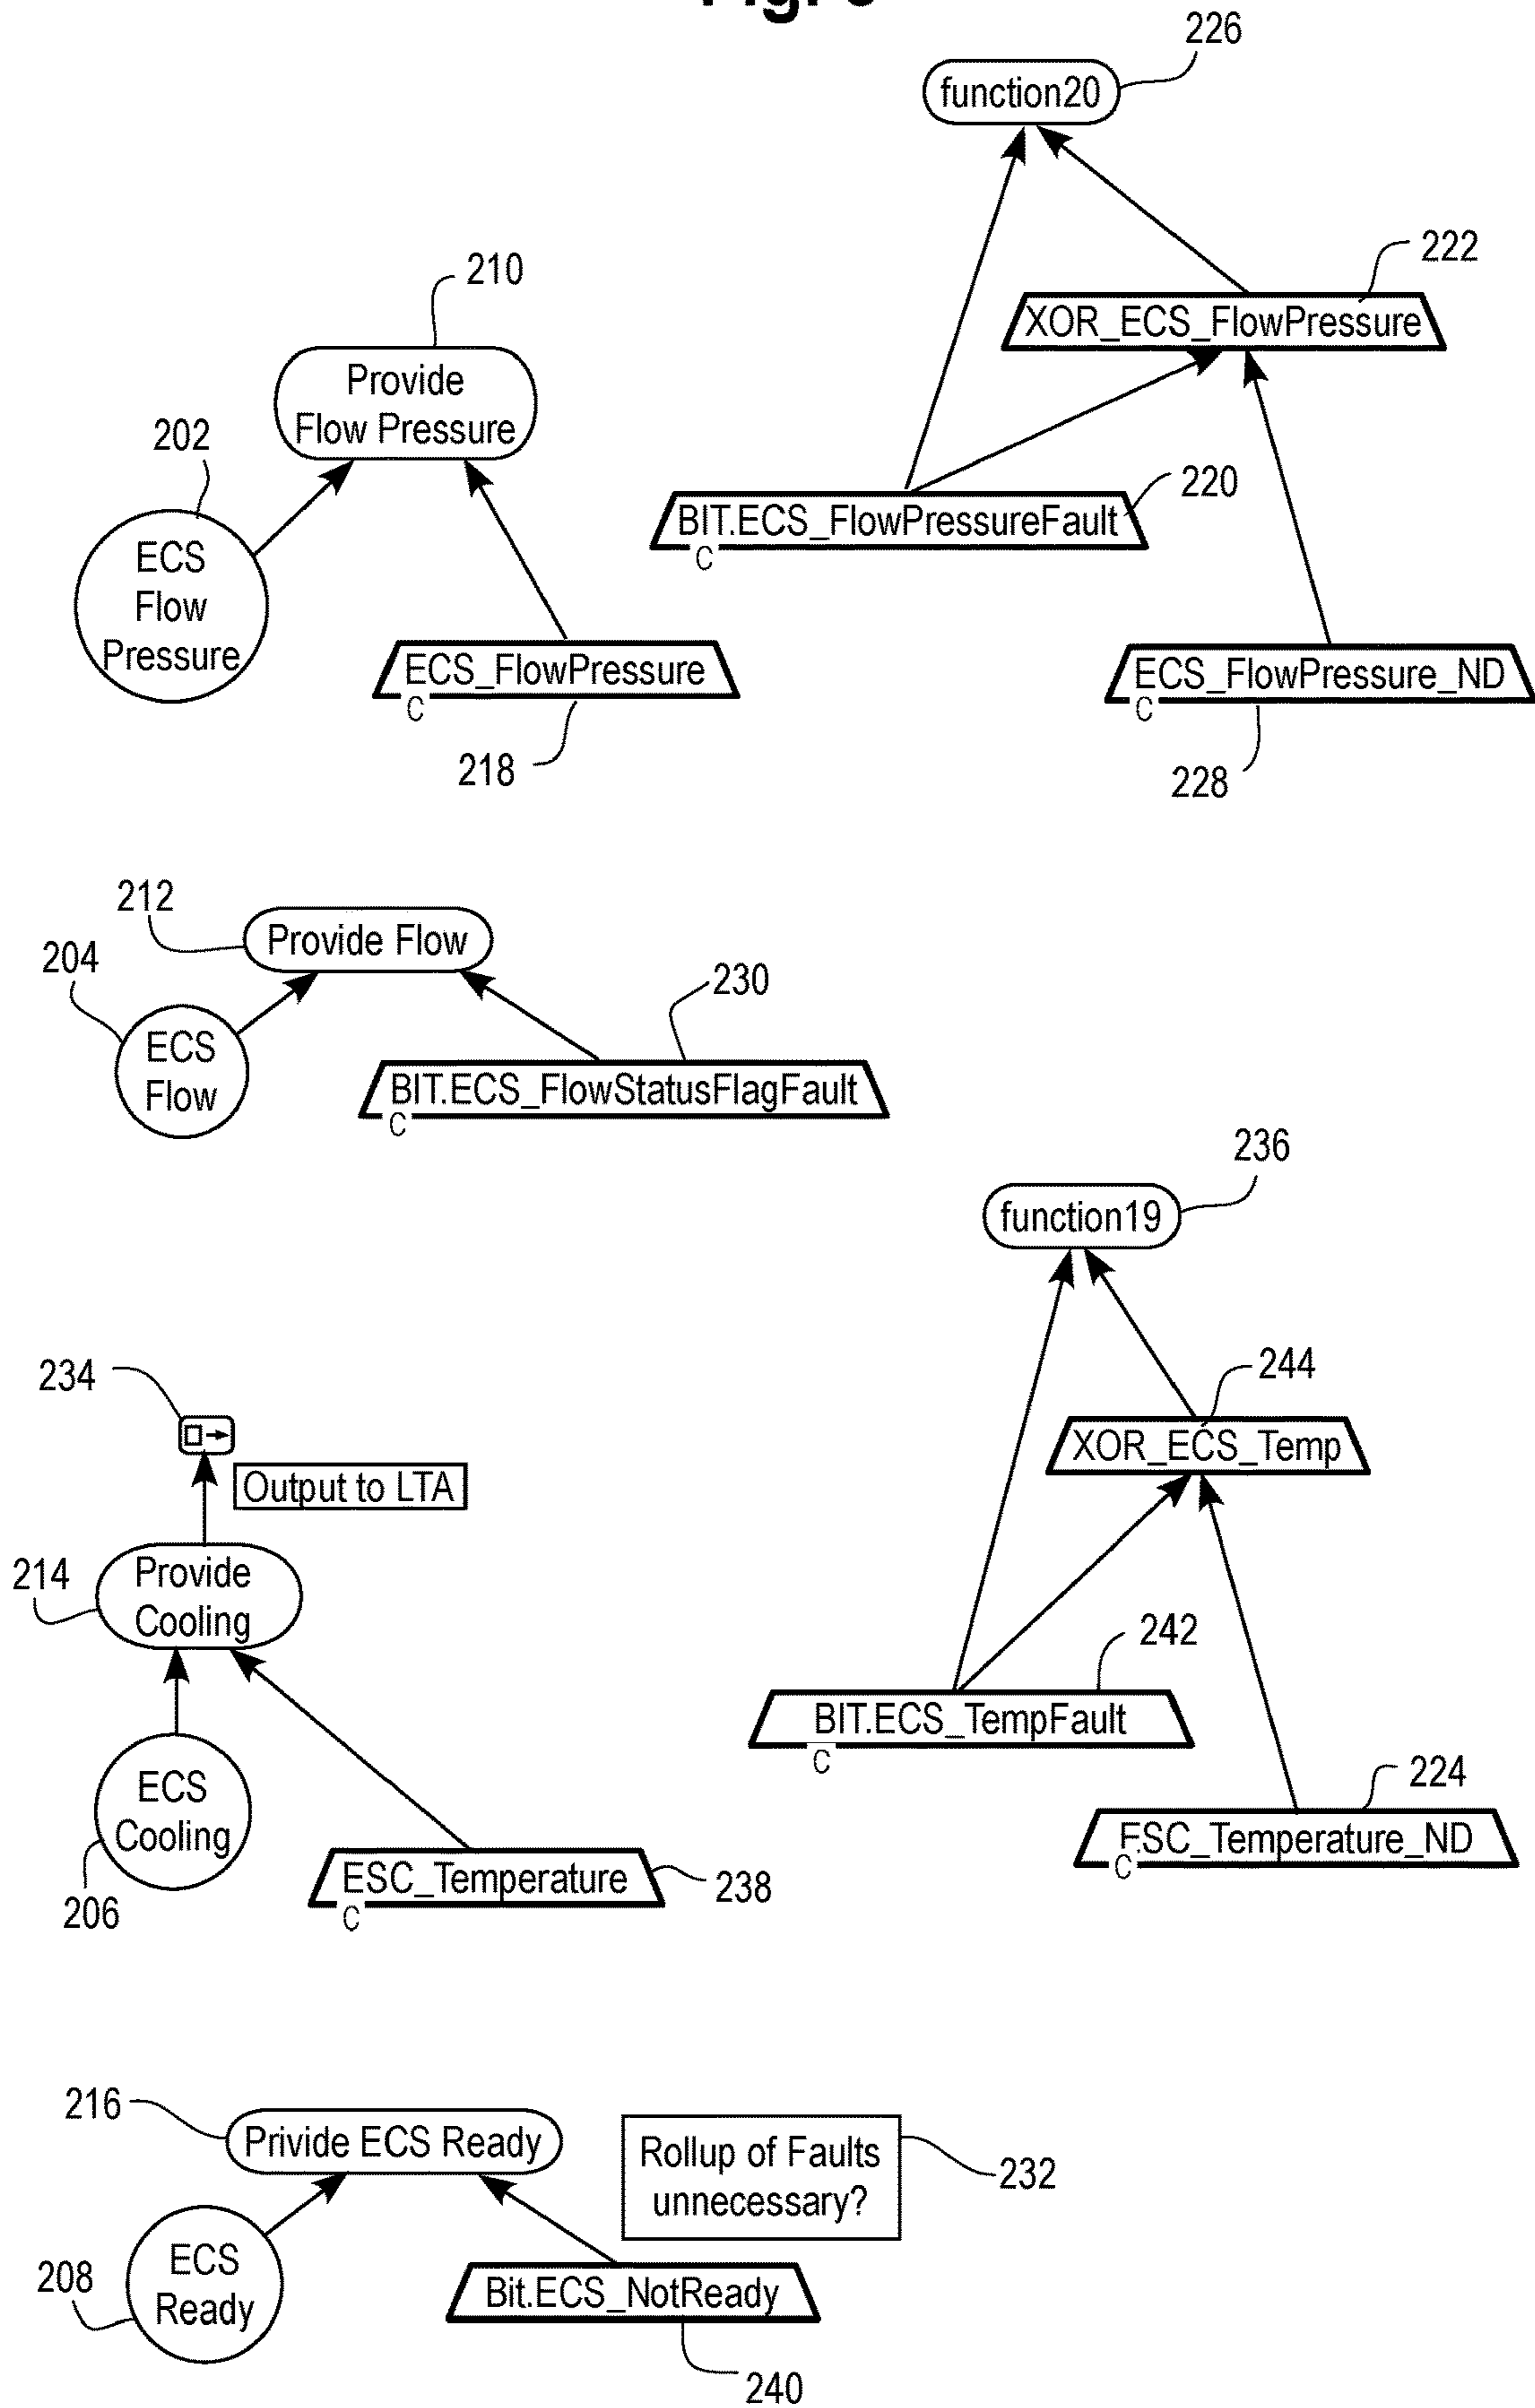 226
function20
222
XOR_ECS_FlowPressure
210
Provide
Flow Pressure
202
ECS
Flow
Pressure
220
BIT.ECS_FlowPressureFault
C
ECS_FlowPressure
C
218
ECS_FlowPressure_ND
C
228
212
Provide Flow
204
ECS
Flow
230
BIT.ECS_FlowStatusFlagFault
C
236
function19
234
Output to LTA
214
Provide
Cooling
244
XOR_ECS_Temp
242
BIT.ECS_TempFault
C
ECS
Cooling
206
ESC_Temperature
C
238
224
ESC_Temperature_ND
C
216
Privide ECS Ready
Rollup of Faults
unnecessary?
232
208
ECS
Ready
Bit.ECS_NotReady
240